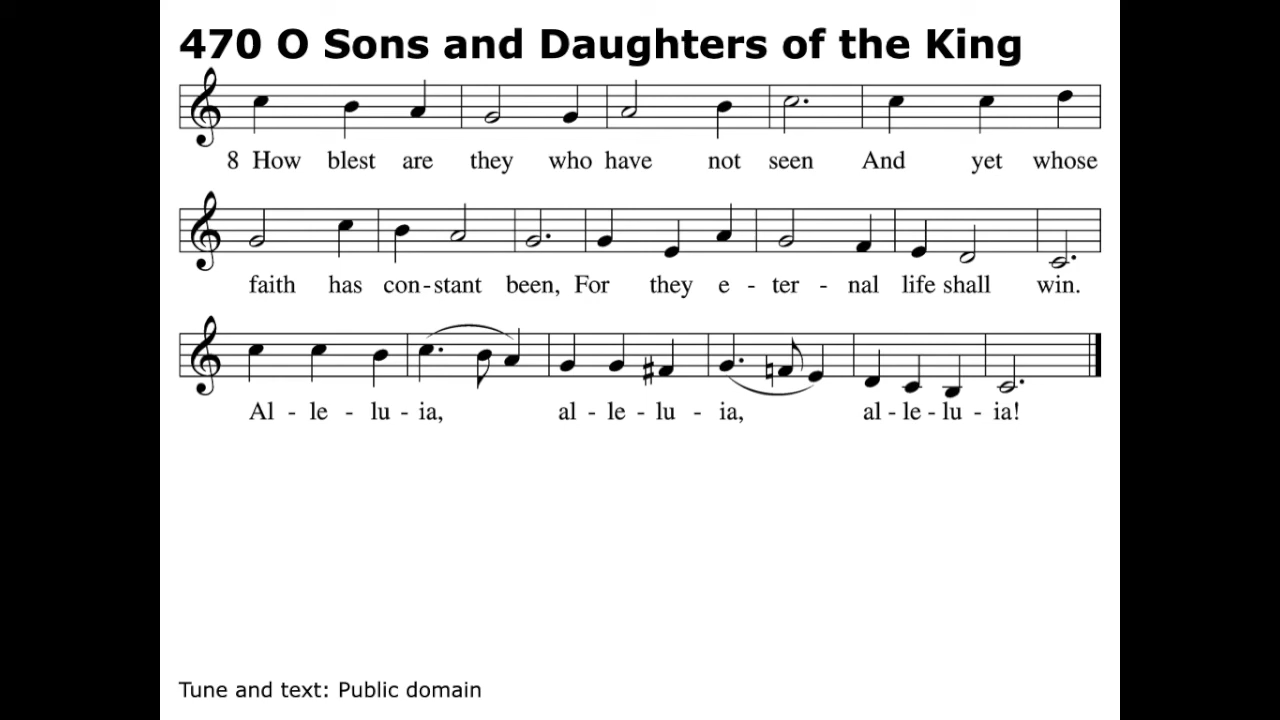 470 O Sons and Daughters of the King
8 How blest are they who have not seen And yet whose
faith has con-stant been, For they e - ter - nal life shall win.
Al - le - lu - ia, al - le - lu - ia, al - le - lu - ia!
Tune and text: Public domain